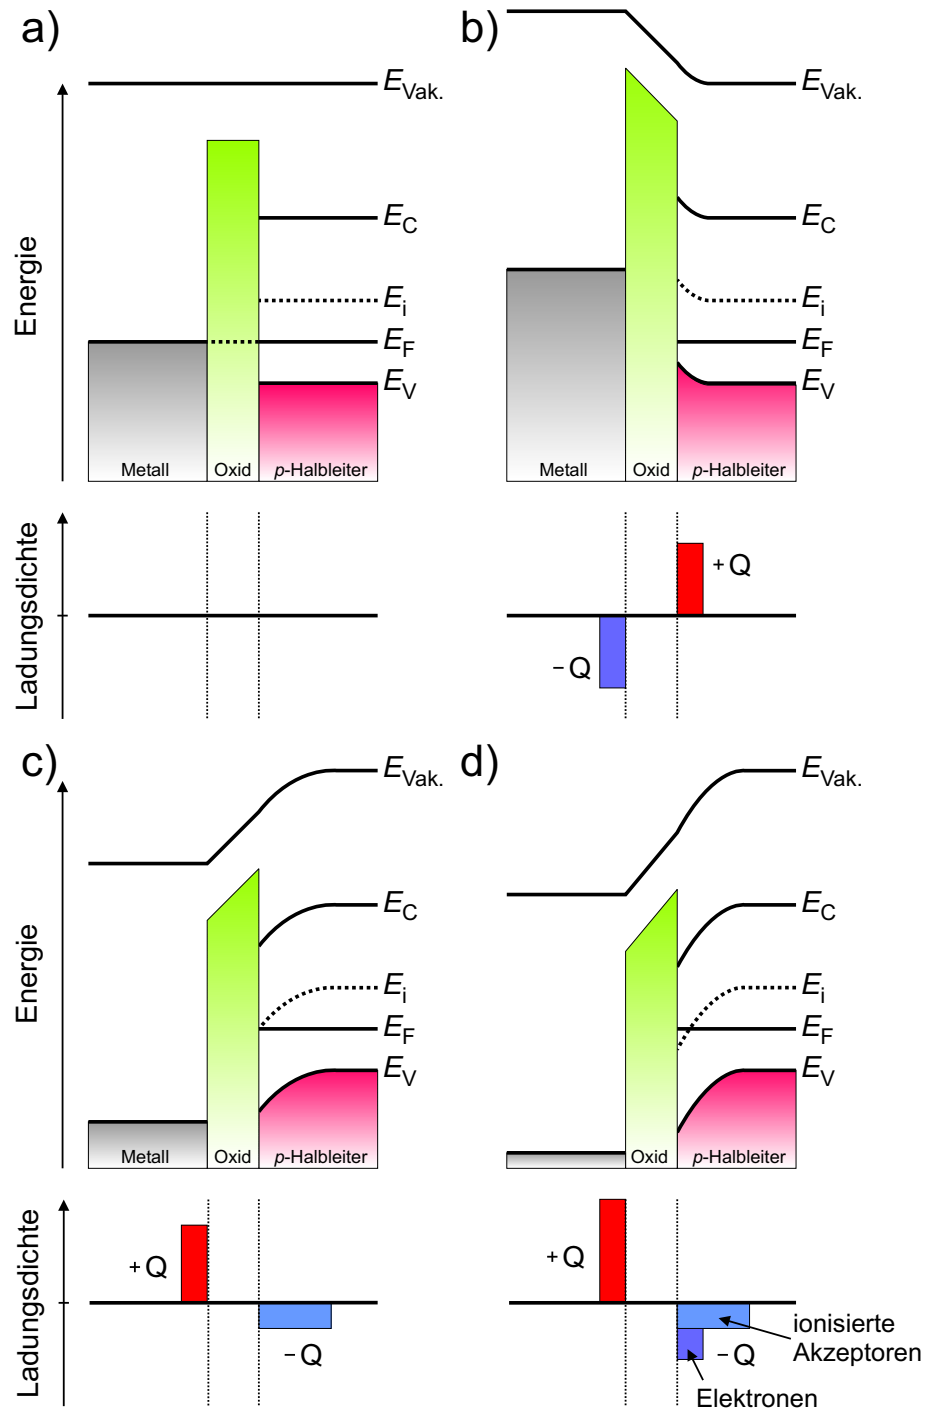 a)
E_Vak.
E_C
E_i
E_F
E_V
Energie
Metall
Oxid
p-Halbleiter
Ladungsdichte
b)
E_Vak.
E_C
E_i
E_F
E_V
Metall
Oxid
p-Halbleiter
+Q
−Q
c)
E_Vak.
E_C
E_i
E_F
E_V
Energie
Metall
Oxid
p-Halbleiter
Ladungsdichte
+Q
−Q
d)
E_Vak.
E_C
E_i
E_F
E_V
Oxid
p-Halbleiter
+Q
−Q
ionisierte
Akzeptoren
Elektronen